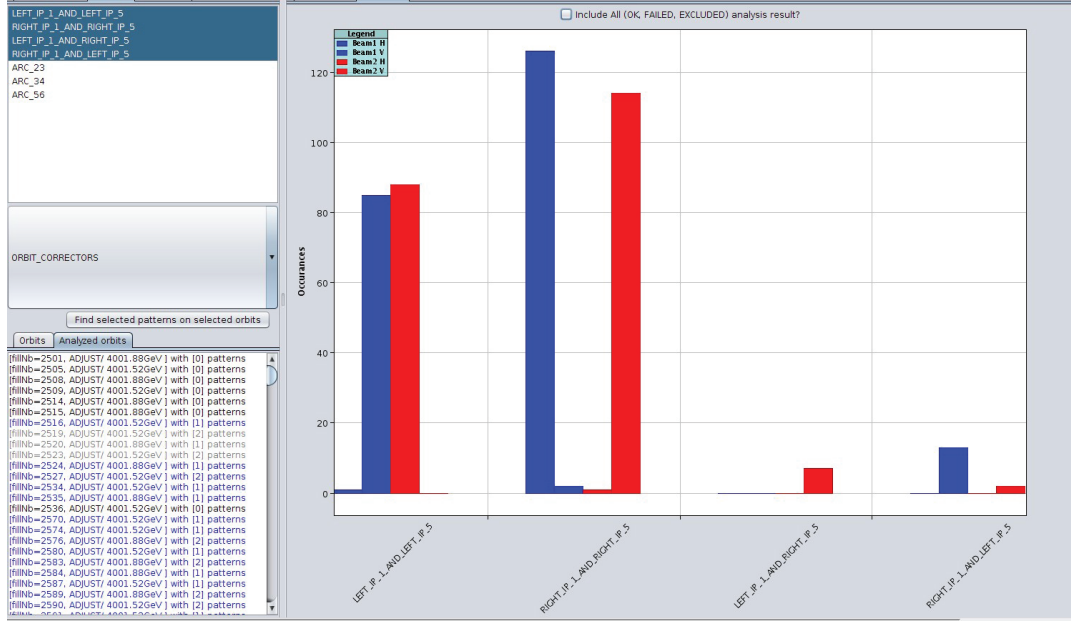 LEFT_IP_1_AND_LEFT_IP_5
RIGHT_IP_1_AND_RIGHT_IP_5
LEFT_IP_1_AND_RIGHT_IP_5
RIGHT_IP_1_AND_LEFT_IP_5
ARC_23
ARC_34
ARC_56
ORBIT_CORRECTORS
Find selected patterns on selected orbits
Orbits Analyzed orbits
[fillNb=2501, ADJUST/ 4001.88GeV ] with [0] patterns
[fillNb=2505, ADJUST/ 4001.52GeV ] with [0] patterns
[fillNb=2508, ADJUST/ 4001.88GeV ] with [0] patterns
[fillNb=2509, ADJUST/ 4001.52GeV ] with [0] patterns
[fillNb=2514, ADJUST/ 4001.88GeV ] with [0] patterns
[fillNb=2515, ADJUST/ 4001.88GeV ] with [0] patterns
[fillNb=2516, ADJUST/ 4001.52GeV ] with [1] patterns
[fillNb=2519, ADJUST/ 4001.52GeV ] with [2] patterns
[fillNb=2520, ADJUST/ 4001.88GeV ] with [1] patterns
[fillNb=2523, ADJUST/ 4001.52GeV ] with [2] patterns
[fillNb=2524, ADJUST/ 4001.88GeV ] with [1] patterns
[fillNb=2527, ADJUST/ 4001.52GeV ] with [2] patterns
[fillNb=2534, ADJUST/ 4001.52GeV ] with [1] patterns
[fillNb=2535, ADJUST/ 4001.88GeV ] with [1] patterns
[fillNb=2536, ADJUST/ 4001.52GeV ] with [0] patterns
[fillNb=2570, ADJUST/ 4001.52GeV ] with [1] patterns
[fillNb=2574, ADJUST/ 4001.52GeV ] with [1] patterns
[fillNb=2576, ADJUST/ 4001.88GeV ] with [2] patterns
[fillNb=2580, ADJUST/ 4001.52GeV ] with [1] patterns
[fillNb=2583, ADJUST/ 4001.88GeV ] with [2] patterns
[fillNb=2584, ADJUST/ 4001.88GeV ] with [1] patterns
[fillNb=2587, ADJUST/ 4001.52GeV ] with [1] patterns
[fillNb=2589, ADJUST/ 4001.88GeV ] with [2] patterns
[fillNb=2590, ADJUST/ 4001.52GeV ] with [2] patterns
Include All (OK, FAILED, EXCLUDED) analysis result?
Legend
Beam1 H
Beam1 V
Beam2 H
Beam2 V
Occurances
120
100
80
60
40
20
0
LEFT_IP_1_AND_LEFT_IP_5
RIGHT_IP_1_AND_RIGHT_IP_5
LEFT_IP_1_AND_RIGHT_IP_5
RIGHT_IP_1_AND_LEFT_IP_5